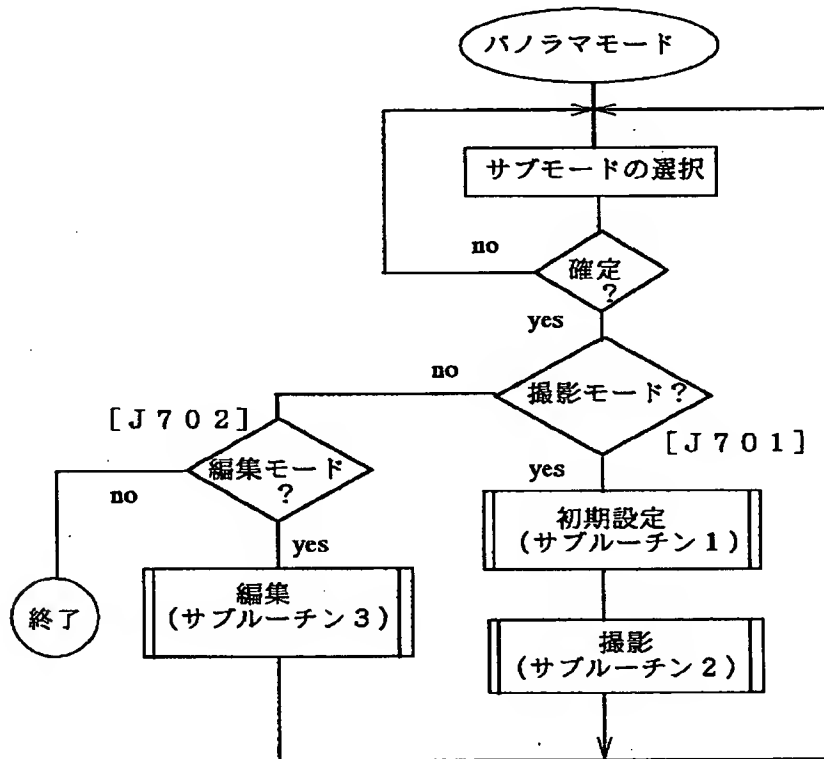 パノラマモード
サブモードの選択
no
確定
?
yes
no
撮影モード?
[J702]
[J701]
編集モード
?
no
yes
yes
初期設定
(サブルーチン1)
編集
(サブルーチン3)
終了
撮影
(サブルーチン2)